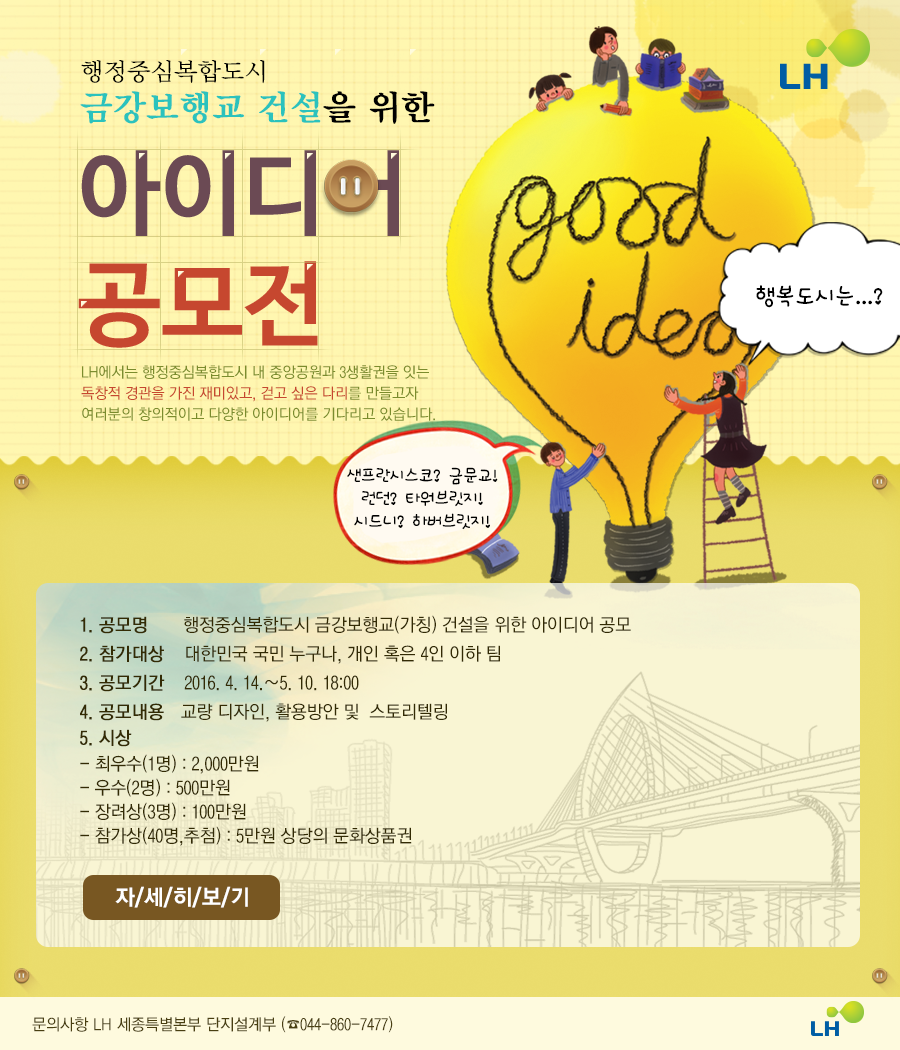 행정중심복합도시
금강보행교 건설을 위한
아이디어
공모전
LH에서는 행정중심복합도시 내 중앙공원과 3생활권을 잇는
독창적 경관을 가진 재미있고, 걷고 싶은 다리를 만들고자
여러분의 창의적이고 다양한 아이디어를 기다리고 있습니다.
LH
good
idea
행복도시는...?
샌프란시스코? 금문교!
런던? 타워브릿지!
시드니? 하버브릿지!
1. 공모명 행정중심복합도시 금강보행교(가칭) 건설을 위한 아이디어 공모
2. 참가대상 대한민국 국민 누구나, 개인 혹은 4인 이하 팀
3. 공모기간 2016. 4. 14.~5. 10. 18:00
4. 공모내용 교량 디자인, 활용방안 및 스토리텔링
5. 시상
- 최우수(1명) : 2,000만원
- 우수(2명) : 500만원
- 장려상(3명) : 100만원
- 참가상(40명,추첨) : 5만원 상당의 문화상품권
자/세/히/보/기
문의사항 LH 세종특별본부 단지설계부 (☎044-860-7477)
LH